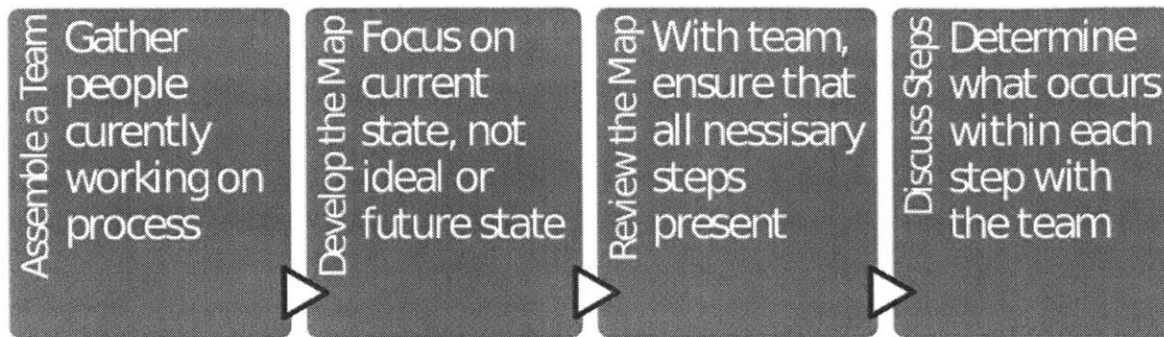 Assemble a Team
Gather
people
curently
working on
process
Develop the Map
Focus on
current
state, not
ideal or
future state
Review the Map
With team,
ensure that
all nessisary
steps
present
Discuss Steps
Determine
what occurs
within each
step with
the team